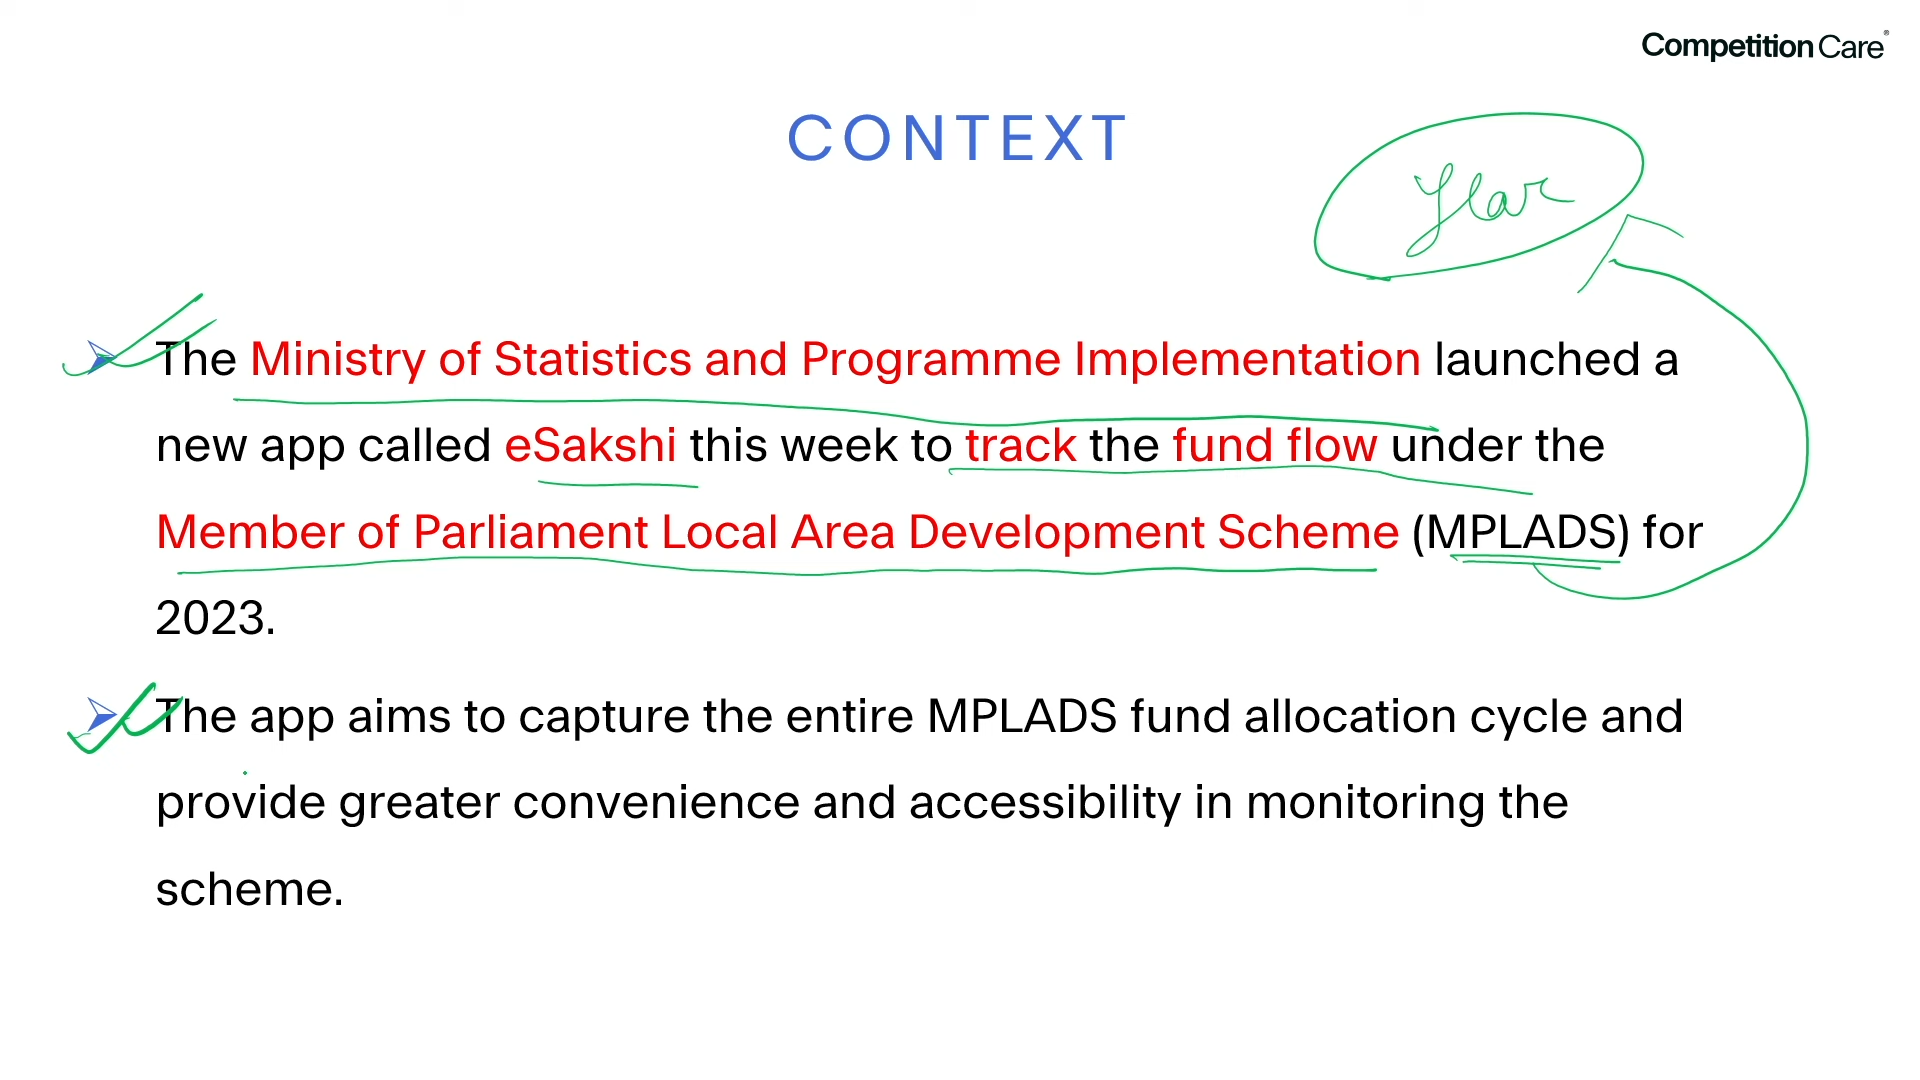 Competition Care®
CONTEXT
Year
The Ministry of Statistics and Programme Implementation launched a
new app called eSakshi this week to track the fund flow under the
Member of Parliament Local Area Development Scheme (MPLADS) for
2023.
The app aims to capture the entire MPLADS fund allocation cycle and
provide greater convenience and accessibility in monitoring the
scheme.